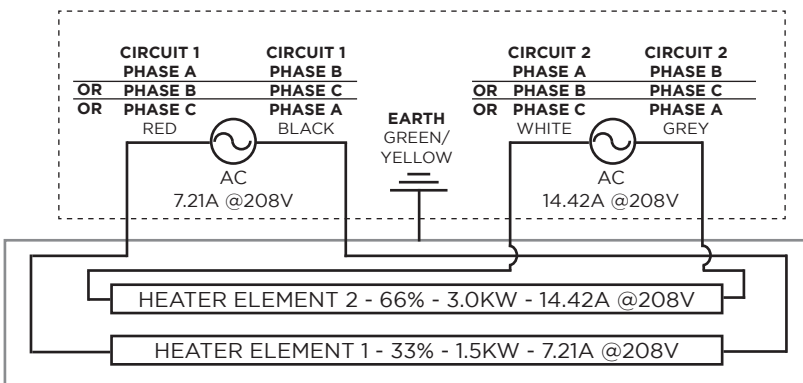 CIRCUIT 1 CIRCUIT 1
PHASE A PHASE B
OR PHASE B PHASE C
OR PHASE C PHASE A
RED BLACK
AC
7.21A @208V
EARTH
GREEN/
YELLOW
CIRCUIT 2 CIRCUIT 2
PHASE A PHASE B
OR PHASE B PHASE C
OR PHASE C PHASE A
WHITE GREY
AC
14.42A @208V
HEATER ELEMENT 2 - 66% - 3.0KW - 14.42A @208V
HEATER ELEMENT 1 - 33% - 1.5KW - 7.21A @208V